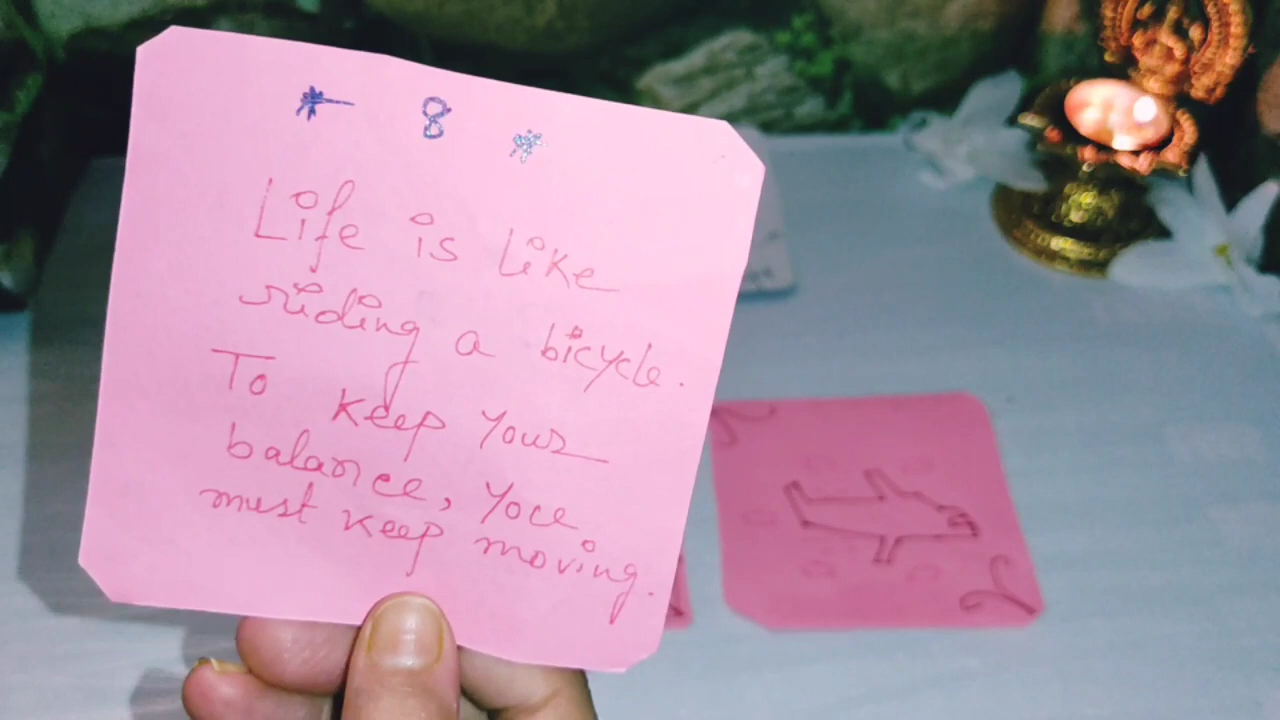 * 8 *
Life is like
riding a bicycle.
To keep your
balance, you
must keep moving.